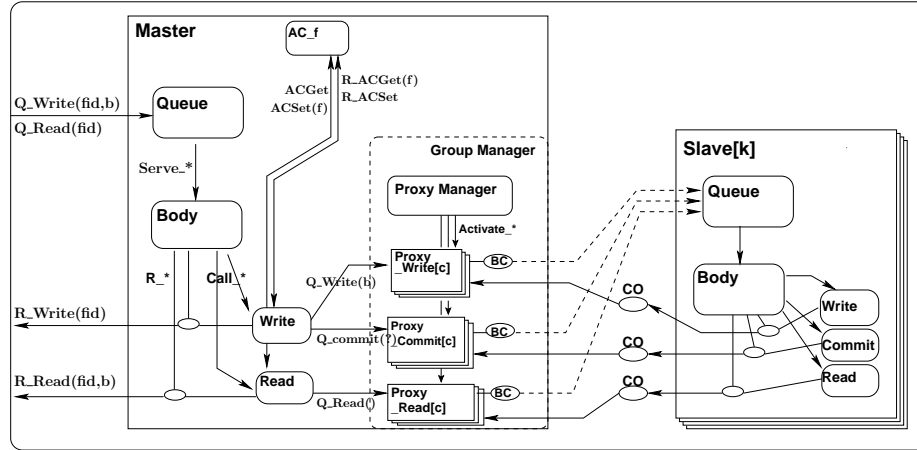 Master
AC_f
ACGet
ACSet(f)
R_ACGet(f)
R_ACSet
Q_Write(fid,b)
Q_Read(fid)
Queue
Serve_*
Body
R_*
Call_*
R_Write(fid)
Write
R_Read(fid,b)
Read
Group Manager
Proxy Manager
Activate_*
Q_Write(b)
Proxy
_Write[c]
BC
Q_commit(?)
Proxy
_Commit[c]
BC
Q_Read()
Proxy
_Read[c]
BC
CO
CO
CO
Slave[k]
Queue
Body
Write
Commit
Read